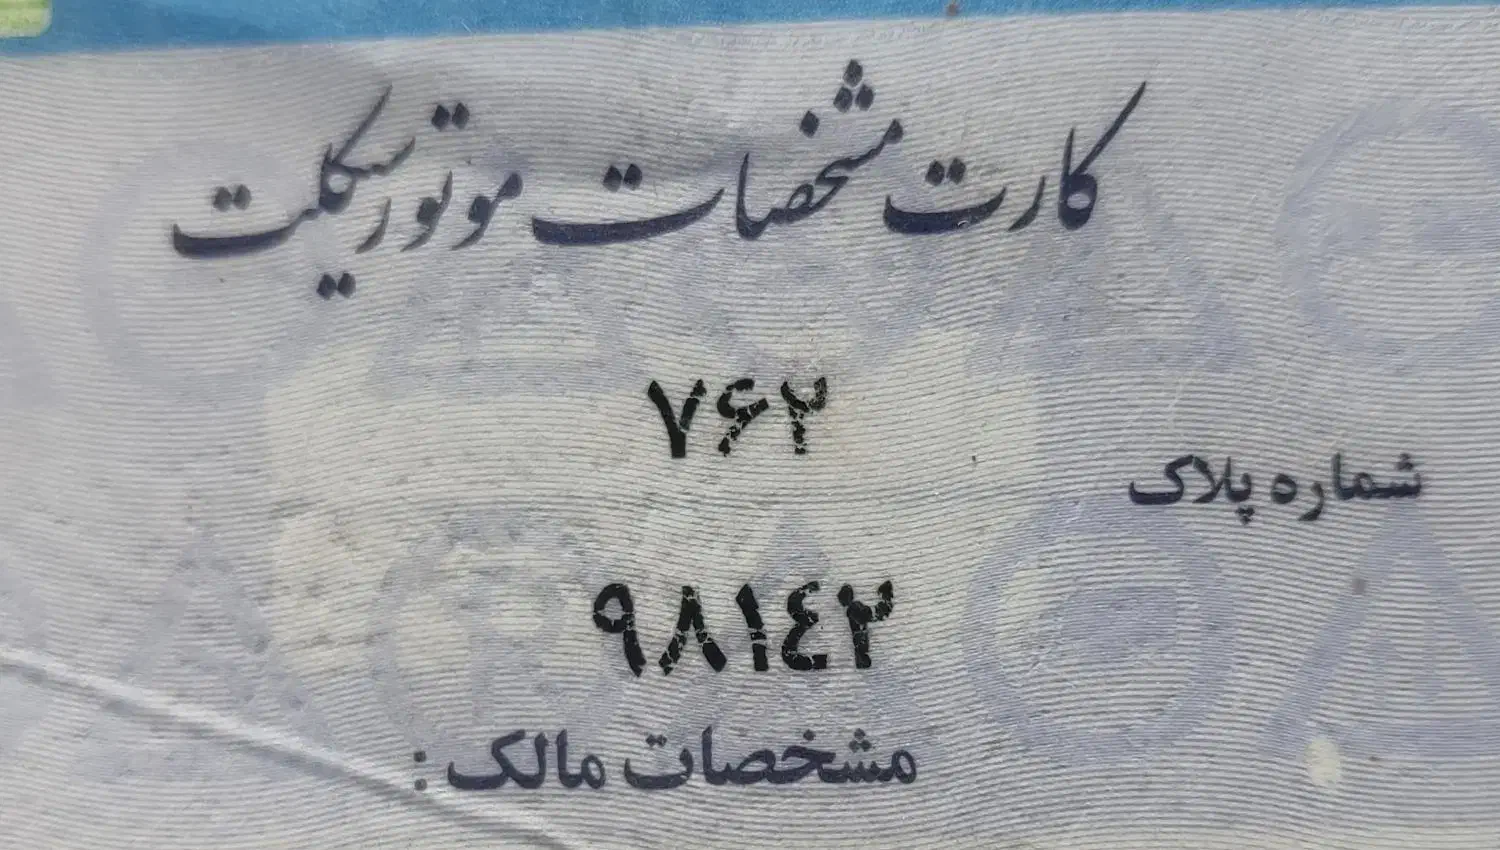 کارت مشخصات موتورسیکلت
۷۶۲
شماره پلاک
۹۸۱۴۲
مشخصات مالک :